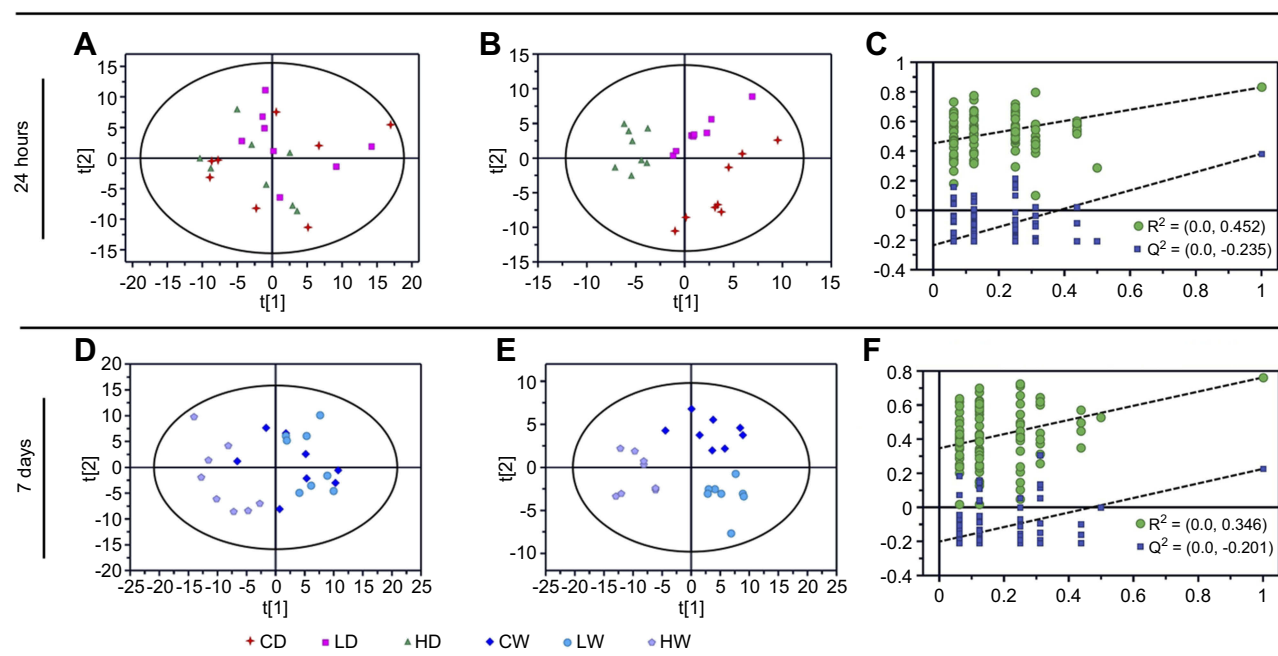 24 hours
A
15
10
5
0
-5
-10
-15
t[2]
-20 -15 -10 -5 0 5 10 15 20
t[1]
B
15
10
5
0
-5
-10
-15
t[2]
-15 -10 -5 0 5 10 15
t[1]
C
1
0.8
0.6
0.4
0.2
0
-0.2
-0.4
R² = (0.0, 0.452)
Q² = (0.0, -0.235)
0 0.2 0.4 0.6 0.8 1
7 days
D
20
15
10
5
0
-5
-10
-15
-20
t[2]
-25 -20 -15 -10 -5 0 5 10 15 20 25
t[1]
E
10
5
0
-5
-10
t[2]
-25 -20 -15 -10 -5 0 5 10 15 20 25
t[1]
F
0.8
0.6
0.4
0.2
0
-0.2
-0.4
R² = (0.0, 0.346)
Q² = (0.0, -0.201)
0 0.2 0.4 0.6 0.8 1
CD LD HD CW LW HW